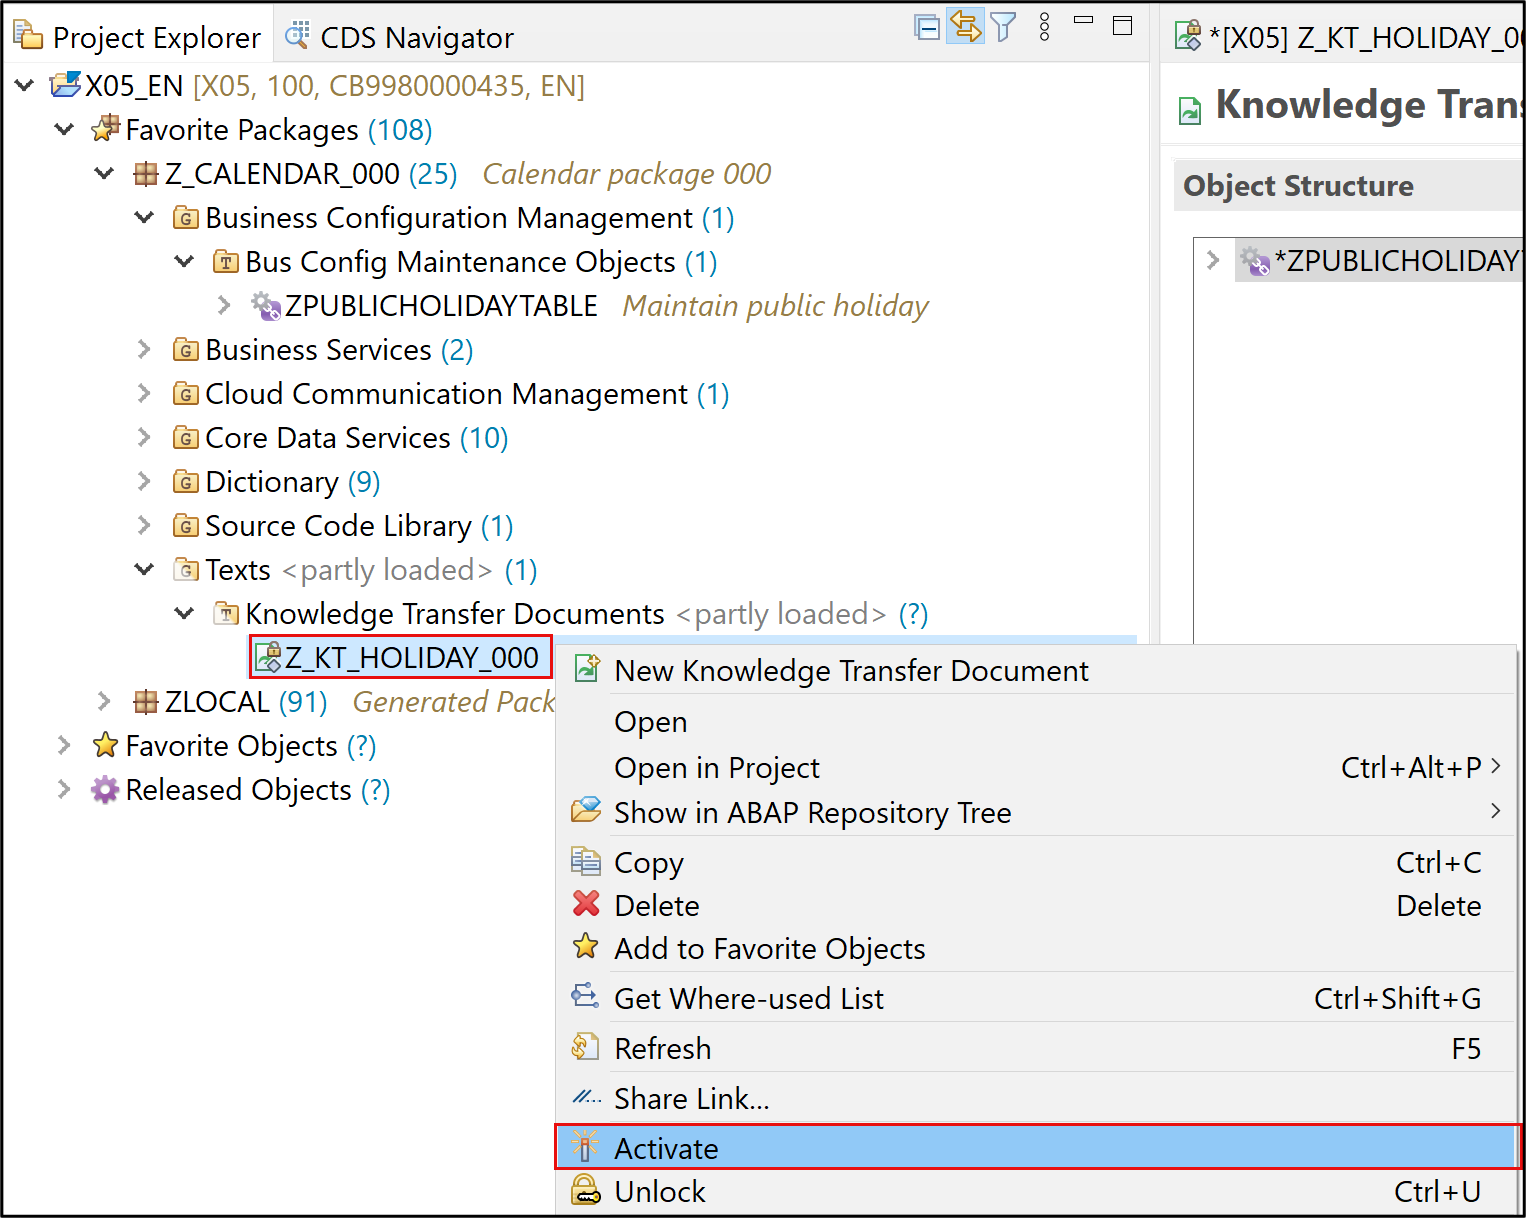 Project Explorer
CDS Navigator
X05_EN [X05, 100, CB9980000435, EN]
Favorite Packages (108)
Z_CALENDAR_000 (25) Calendar package 000
Business Configuration Management (1)
Bus Config Maintenance Objects (1)
ZPUBLICHOLIDAYTABLE Maintain public holiday
Business Services (2)
Cloud Communication Management (1)
Core Data Services (10)
Dictionary (9)
Source Code Library (1)
Texts <partly loaded> (1)
Knowledge Transfer Documents <partly loaded> (?)
Z_KT_HOLIDAY_000
ZLOCAL (91) Generated Pack
Favorite Objects (?)
Released Objects (?)
*[X05] Z_KT_HOLIDAY_00
Knowledge Trans
Object Structure
*ZPUBLICHOLIDAY
New Knowledge Transfer Document
Open
Open in Project Ctrl+Alt+P
Show in ABAP Repository Tree
Copy Ctrl+C
Delete Delete
Add to Favorite Objects
Get Where-used List Ctrl+Shift+G
Refresh F5
Share Link...
Activate
Unlock Ctrl+U